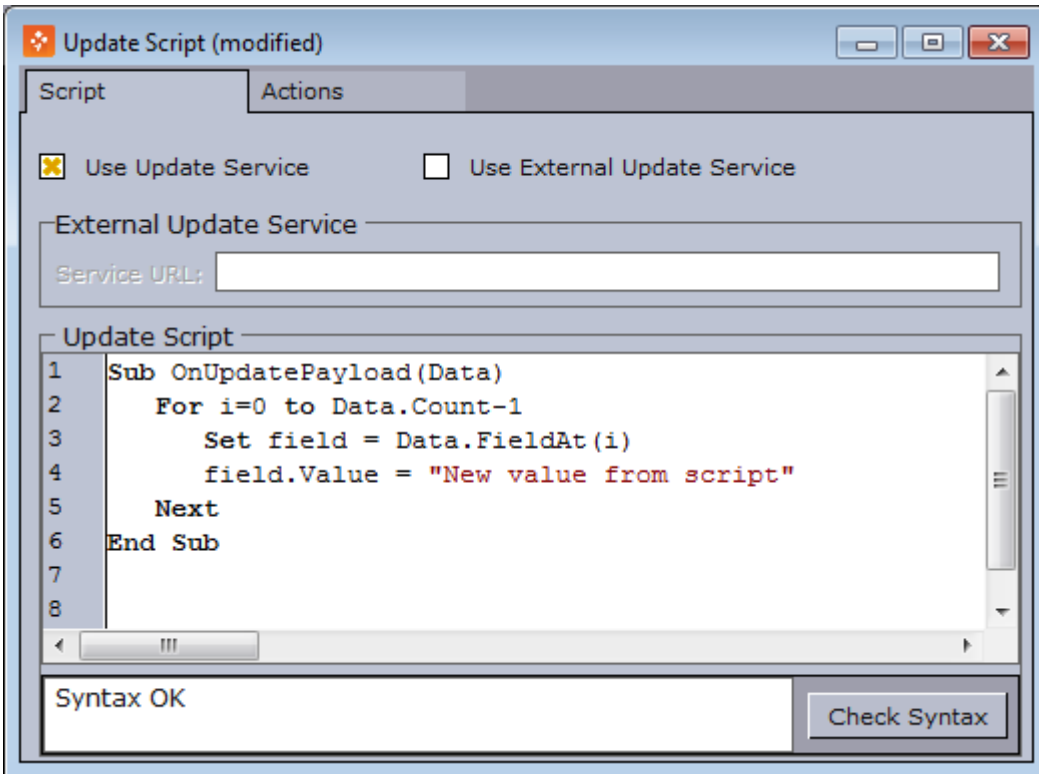 Update Script (modified)
Script Actions
Use Update Service Use External Update Service
External Update Service
Service URL:
Update Script
1 Sub OnUpdatePayload(Data)
2 For i=0 to Data.Count-1
3 Set field = Data.FieldAt(i)
4 field.Value = "New value from script"
5 Next
6 End Sub
7
8
Syntax OK
Check Syntax